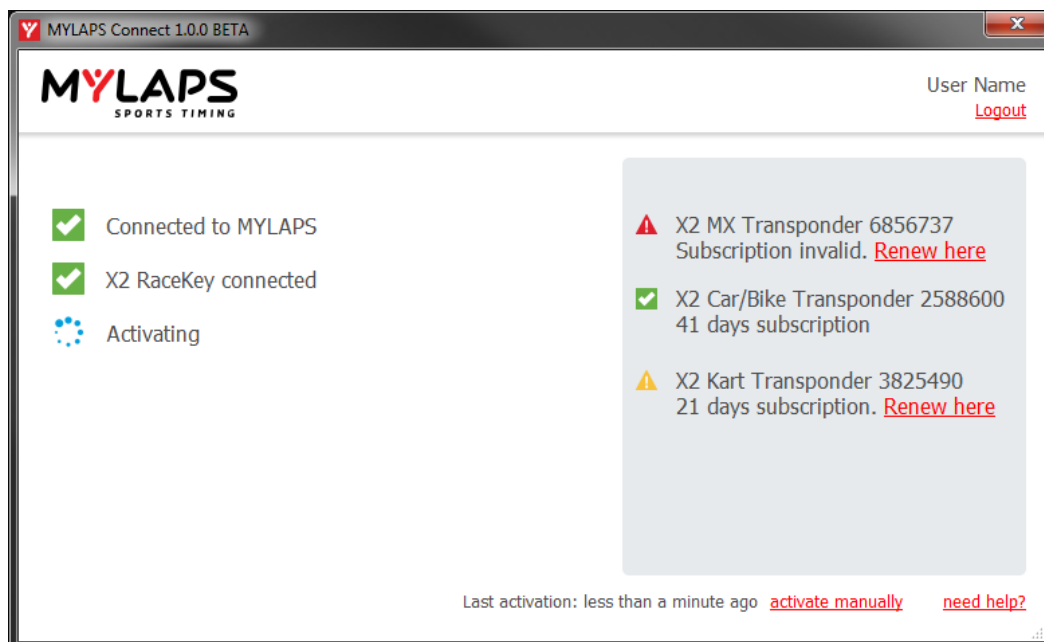 MYLAPS Connect 1.0.0 BETA
MYLAPS
SPORTS TIMING
User Name
Logout
Connected to MYLAPS
X2 RaceKey connected
Activating
X2 MX Transponder 6856737
Subscription invalid. Renew here
X2 Car/Bike Transponder 2588600
41 days subscription
X2 Kart Transponder 3825490
21 days subscription. Renew here
Last activation: less than a minute ago activate manually need help?